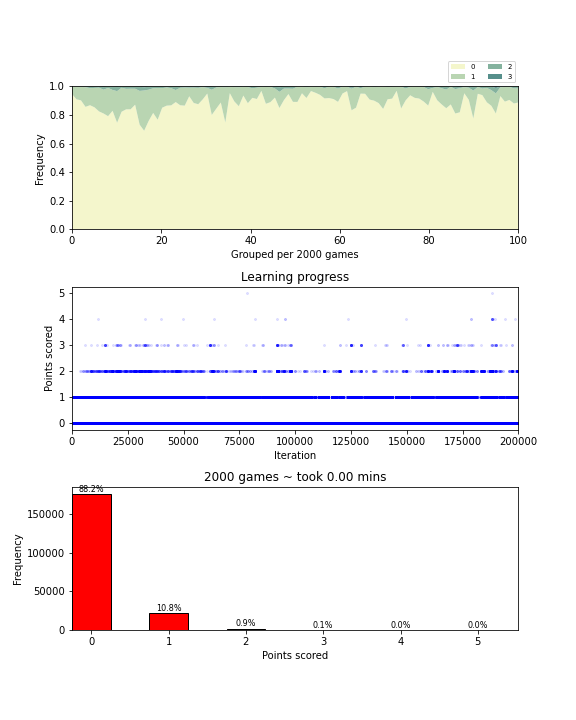 0 2
1 3
1.0
0.8
0.6
0.4
0.2
0.0
Frequency
0 20 40 60 80 100
Grouped per 2000 games
Learning progress
5
4
3
2
1
0
Points scored
0 25000 50000 75000 100000 125000 150000 175000 200000
Iteration
2000 games ~ took 0.00 mins
88.2%
150000
100000
50000
0
Frequency
10.8%
0.9%
0.1%
0.0%
0.0%
0 1 2 3 4 5
Points scored